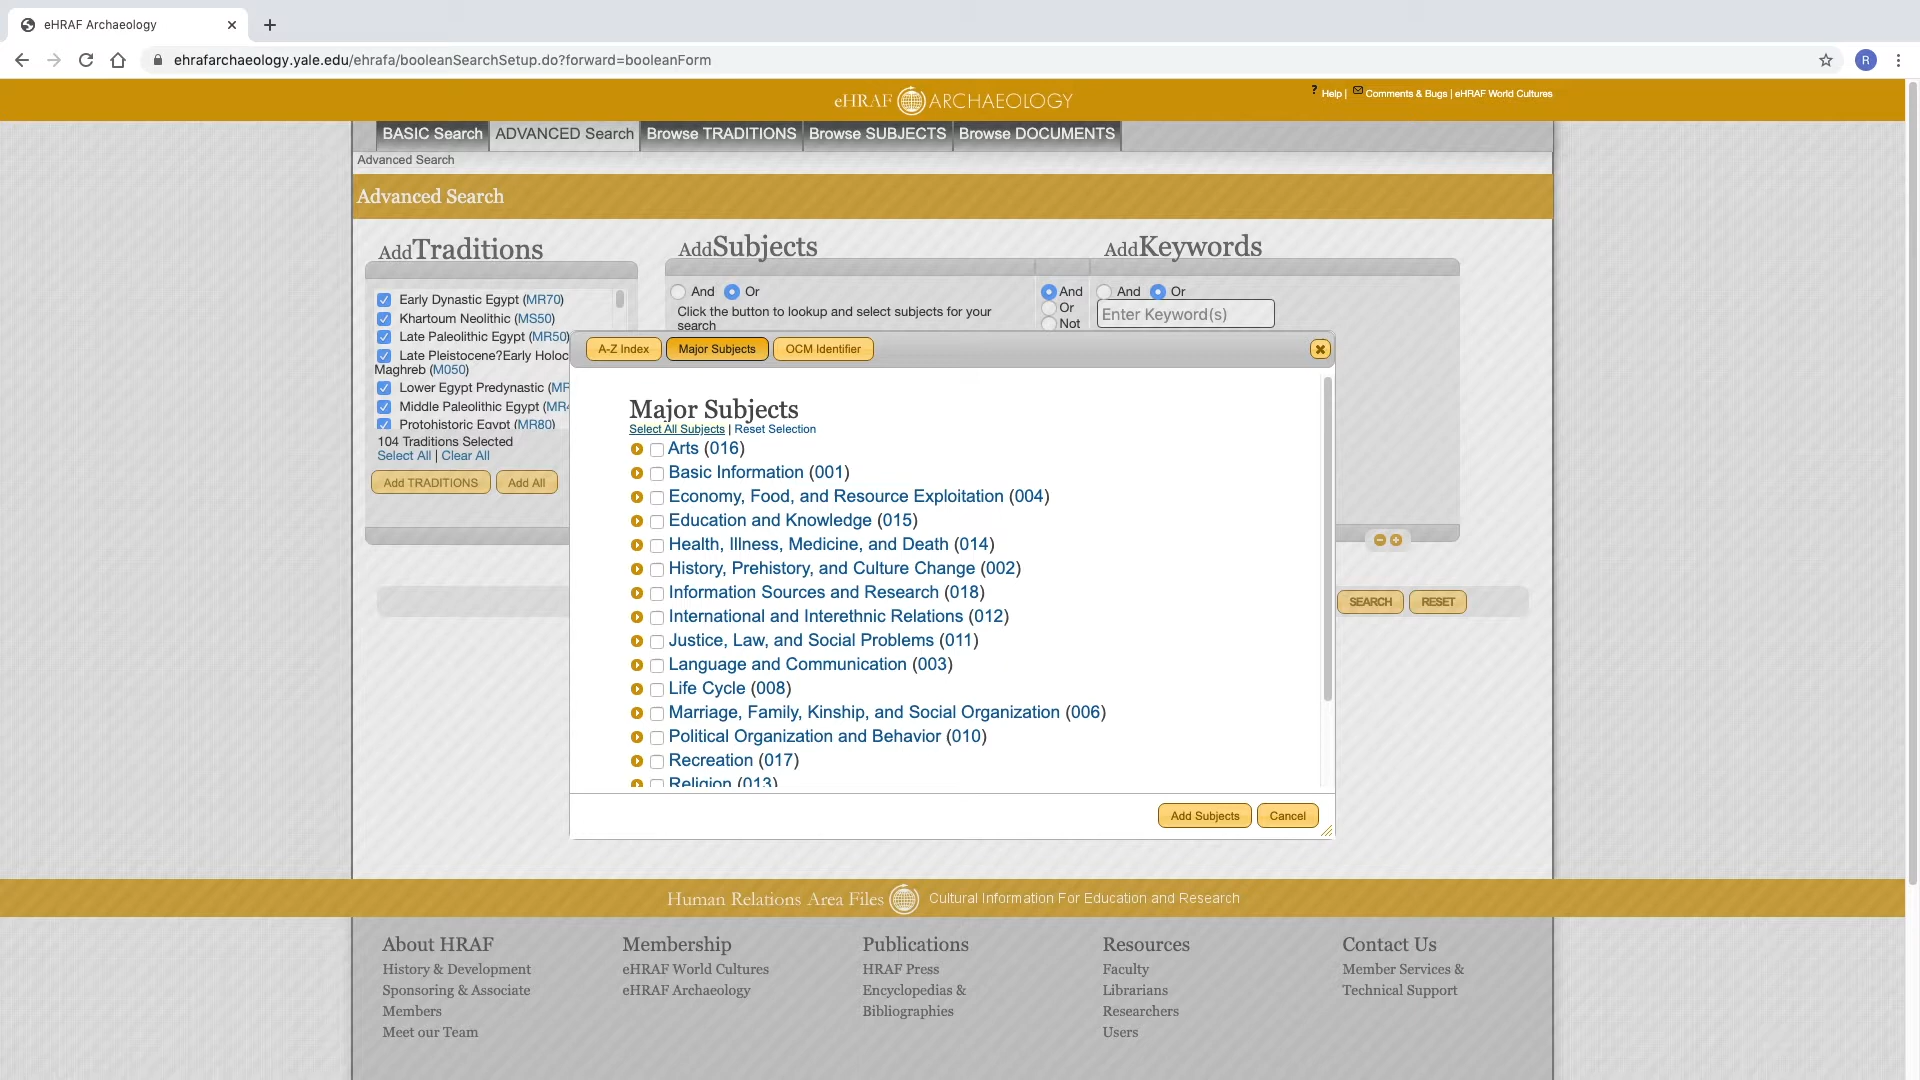 eHRAF Archaeology
ehrafarchaeology.yale.edu/ehrafa/booleanSearchSetup.do?forward=booleanForm
R
eHRAF ARCHAEOLOGY
? Help | Comments & Bugs | eHRAF World Cultures
BASIC Search ADVANCED Search Browse TRADITIONS Browse SUBJECTS Browse DOCUMENTS
Advanced Search
Advanced Search
AddTraditions
AddSubjects
AddKeywords
Early Dynastic Egypt (MR70)
Khartoum Neolithic (MS50)
Late Paleolithic Egypt (MR50)
Late Pleistocene?Early Holoc
Maghreb (M050)
Lower Egypt Predynastic (MR
Middle Paleolithic Egypt (MR4
Protohistoric Egypt (MR80)
104 Traditions Selected
Select All | Clear All
Add TRADITIONS Add All
And Or
Click the button to lookup and select subjects for your
search
And
Or
Not
And Or
Enter Keyword(s)
A-Z Index Major Subjects OCM Identifier
Major Subjects
Select All Subjects | Reset Selection
Arts (016)
Basic Information (001)
Economy, Food, and Resource Exploitation (004)
Education and Knowledge (015)
Health, Illness, Medicine, and Death (014)
History, Prehistory, and Culture Change (002)
Information Sources and Research (018)
International and Interethnic Relations (012)
Justice, Law, and Social Problems (011)
Language and Communication (003)
Life Cycle (008)
Marriage, Family, Kinship, and Social Organization (006)
Political Organization and Behavior (010)
Recreation (017)
Religion (013)
Add Subjects Cancel
SEARCH RESET
Human Relations Area Files Cultural Information For Education and Research
About HRAF
History & Development
Sponsoring & Associate
Members
Meet our Team
Membership
eHRAF World Cultures
eHRAF Archaeology
Publications
HRAF Press
Encyclopedias &
Bibliographies
Resources
Faculty
Librarians
Researchers
Users
Contact Us
Member Services &
Technical Support